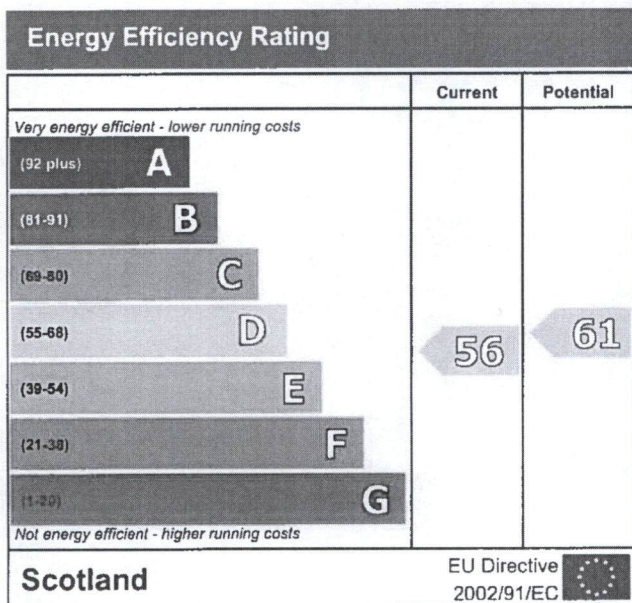 Energy Efficiency Rating
Current Potential
Very energy efficient - lower running costs
(92 plus) A
(81-91) B
(69-80) C
(55-68) D
(39-54) E
(21-38) F
(1-20) G
56
61
Not energy efficient - higher running costs
Scotland
EU Directive
2002/91/EC